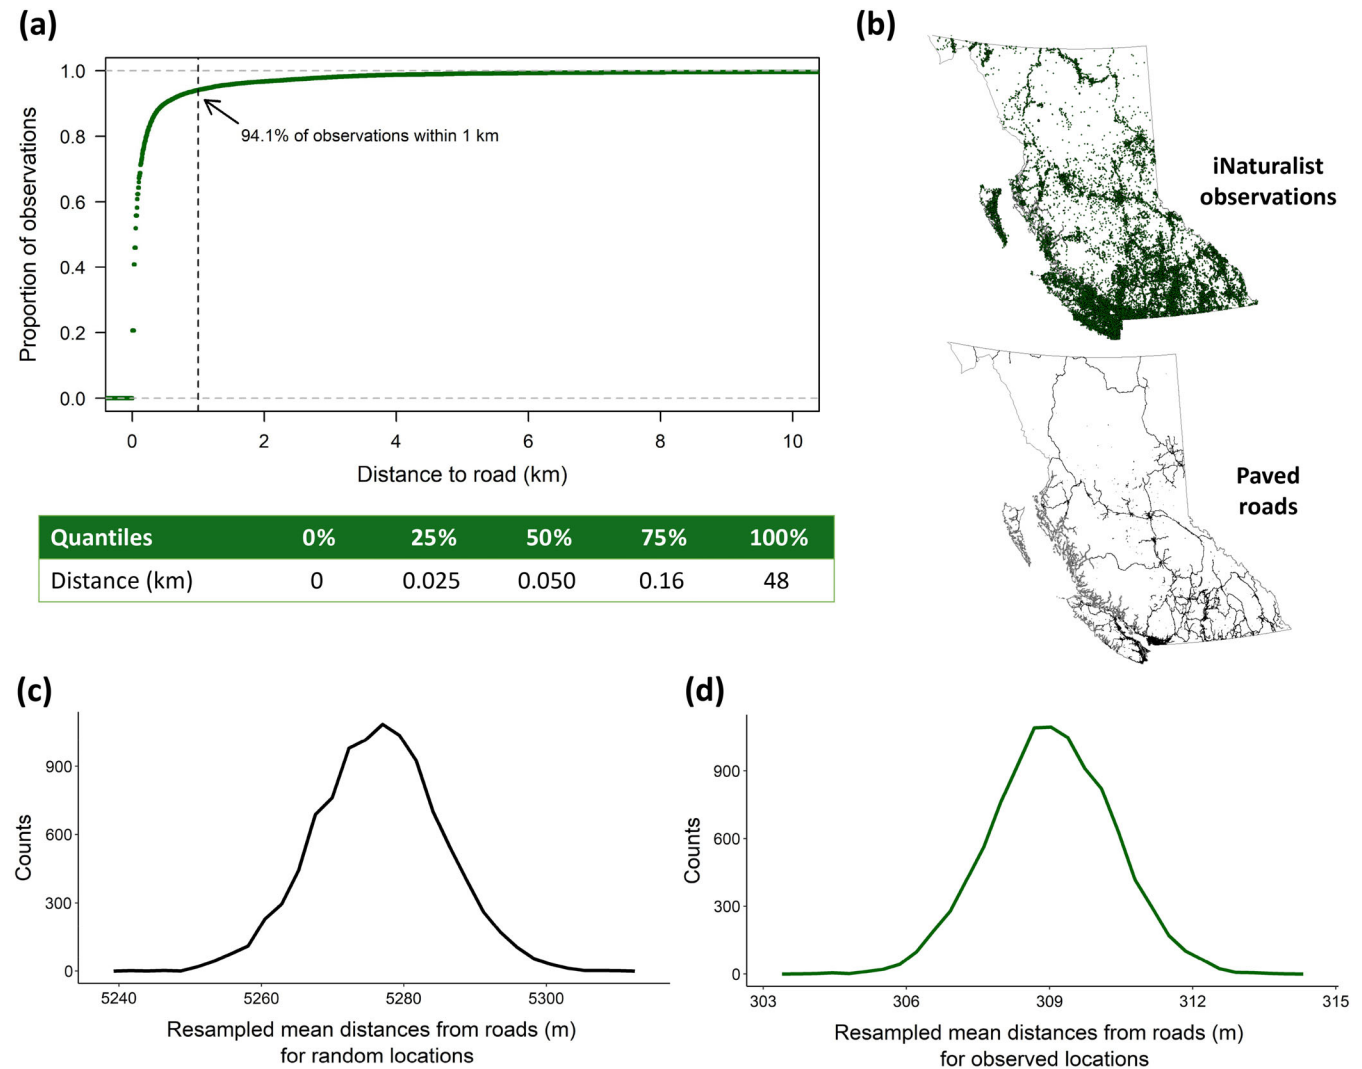 (a)
1.0
0.8
0.6
0.4
0.2
0.0
Proportion of observations
94.1% of observations within 1 km
0 2 4 6 8 10
Distance to road (km)
Quantiles 0% 25% 50% 75% 100%
Distance (km) 0 0.025 0.050 0.16 48
(b)
iNaturalist
observations
Paved
roads
(c)
900
600
300
0
Counts
5240 5260 5280 5300
Resampled mean distances from roads (m)
for random locations
(d)
900
600
300
0
Counts
303 306 309 312 315
Resampled mean distances from roads (m)
for observed locations